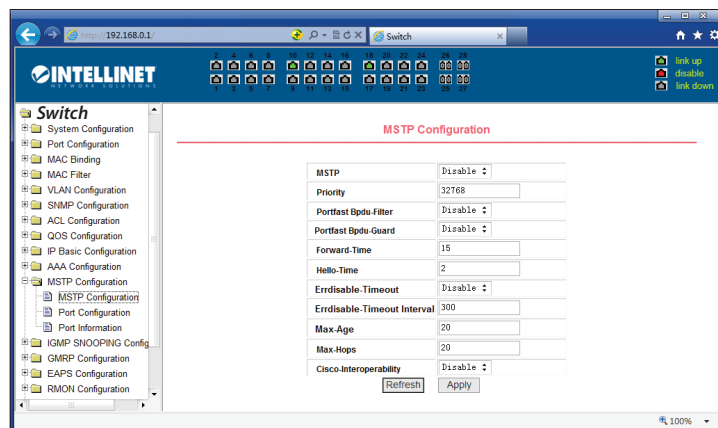 http://192.168.0.1/
Switch
INTELLINET
NETWORK SOLUTIONS
2 4 6 8 10 12 14 16 18 20 22 24 26 28
1 3 5 7 9 11 13 15 17 19 21 23 25 27
link up
disable
link down
Switch
System Configuration
Port Configuration
MAC Binding
MAC Filter
VLAN Configuration
SNMP Configuration
ACL Configuration
QOS Configuration
IP Basic Configuration
AAA Configuration
MSTP Configuration
MSTP Configuration
Port Configuration
Port Information
IGMP SNOOPING Config
GMRP Configuration
EAPS Configuration
RMON Configuration
MSTP Configuration
MSTP Disable
Priority 32768
Portfast Bpdu-Filter Disable
Portfast Bpdu-Guard Disable
Forward-Time 15
Hello-Time 2
Errdisable-Timeout Disable
Errdisable-Timeout Interval 300
Max-Age 20
Max-Hops 20
Cisco-Interoperability Disable
Refresh Apply
100%